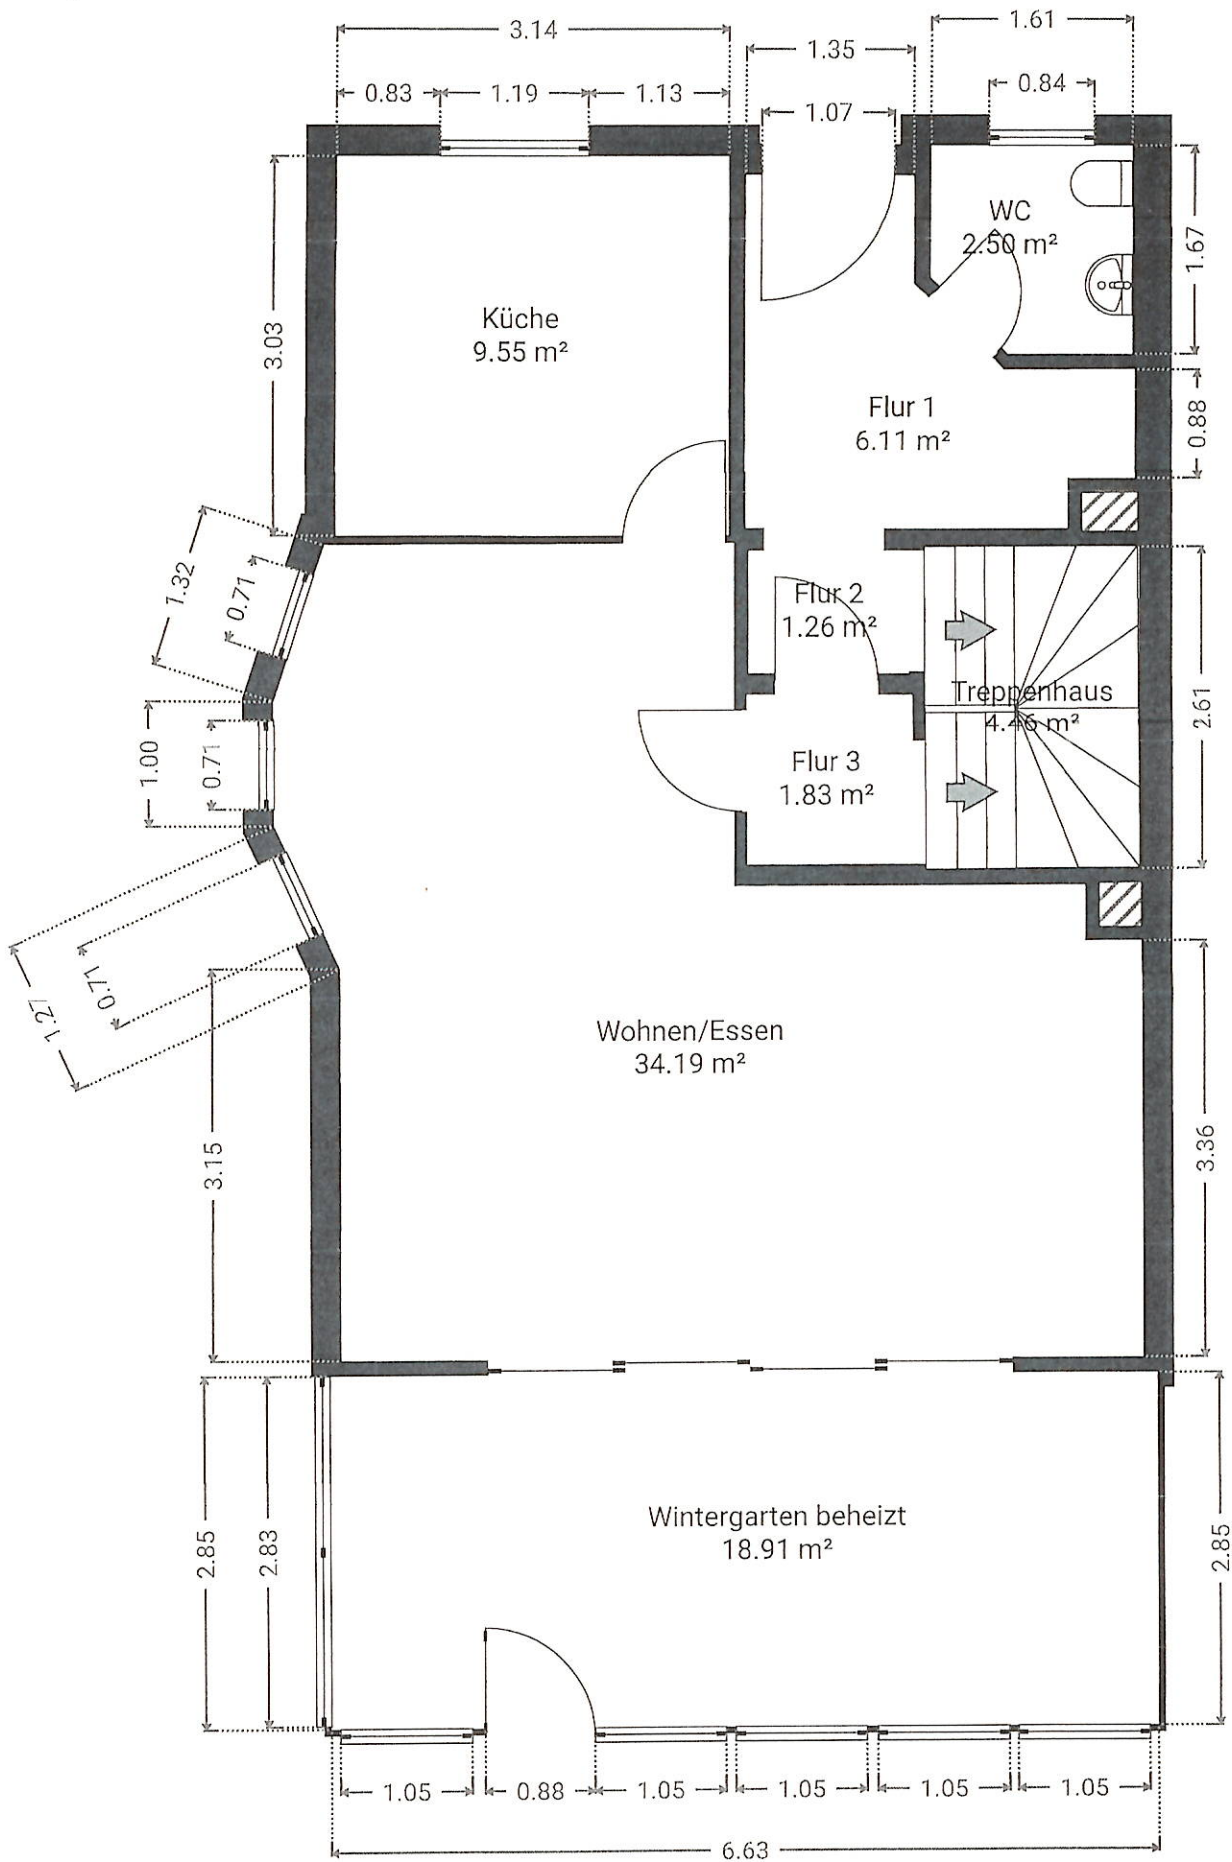 3.14
1.61
1.35
0.83
1.19
1.13
1.07
0.84
WC
2.50 m²
1.67
Küche
9.55 m²
3.03
Flur 1
6.11 m²
0.88
1.32
0.71
Flur 2
1.26 m²
Treppenhaus
4.46 m²
2.61
1.00
0.71
Flur 3
1.83 m²
0.71
1.27
Wohnen/Essen
34.19 m²
3.15
3.36
Wintergarten beheizt
18.91 m²
2.85
2.83
2.85
1.05
0.88
1.05
1.05
1.05
1.05
6.63